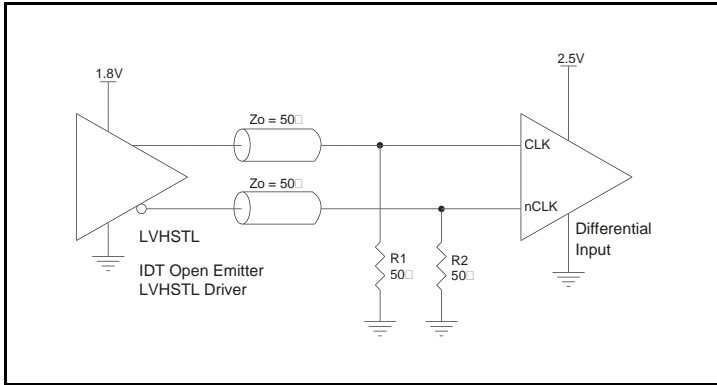 1.8V
2.5V
Zo = 50□
CLK
Zo = 50□
nCLK
LVHSTL
IDT Open Emitter
LVHSTL Driver
R1
50□
R2
50□
Differential
Input